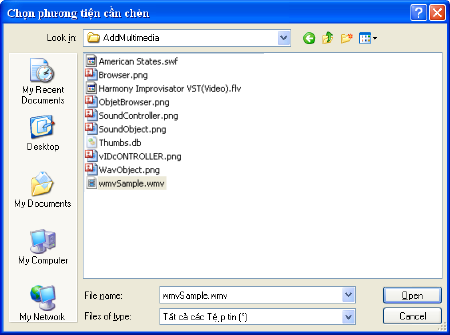 Chọn phương tiện cần chèn
Look in: AddMultimedia
American States.swf
Browser.png
Harmony Improvisator VST(Video).flv
ObjetBrowser.png
SoundController.png
SoundObject.png
Thumbs.db
vIDcONTROLLER.png
WavObject.png
wmvSample.wmv
My Recent
Documents
Desktop
My Documents
My Computer
My Network
File name: wmvSample.wmv Open
Files of type: Tất cả các Tệp tin (*) Cancel